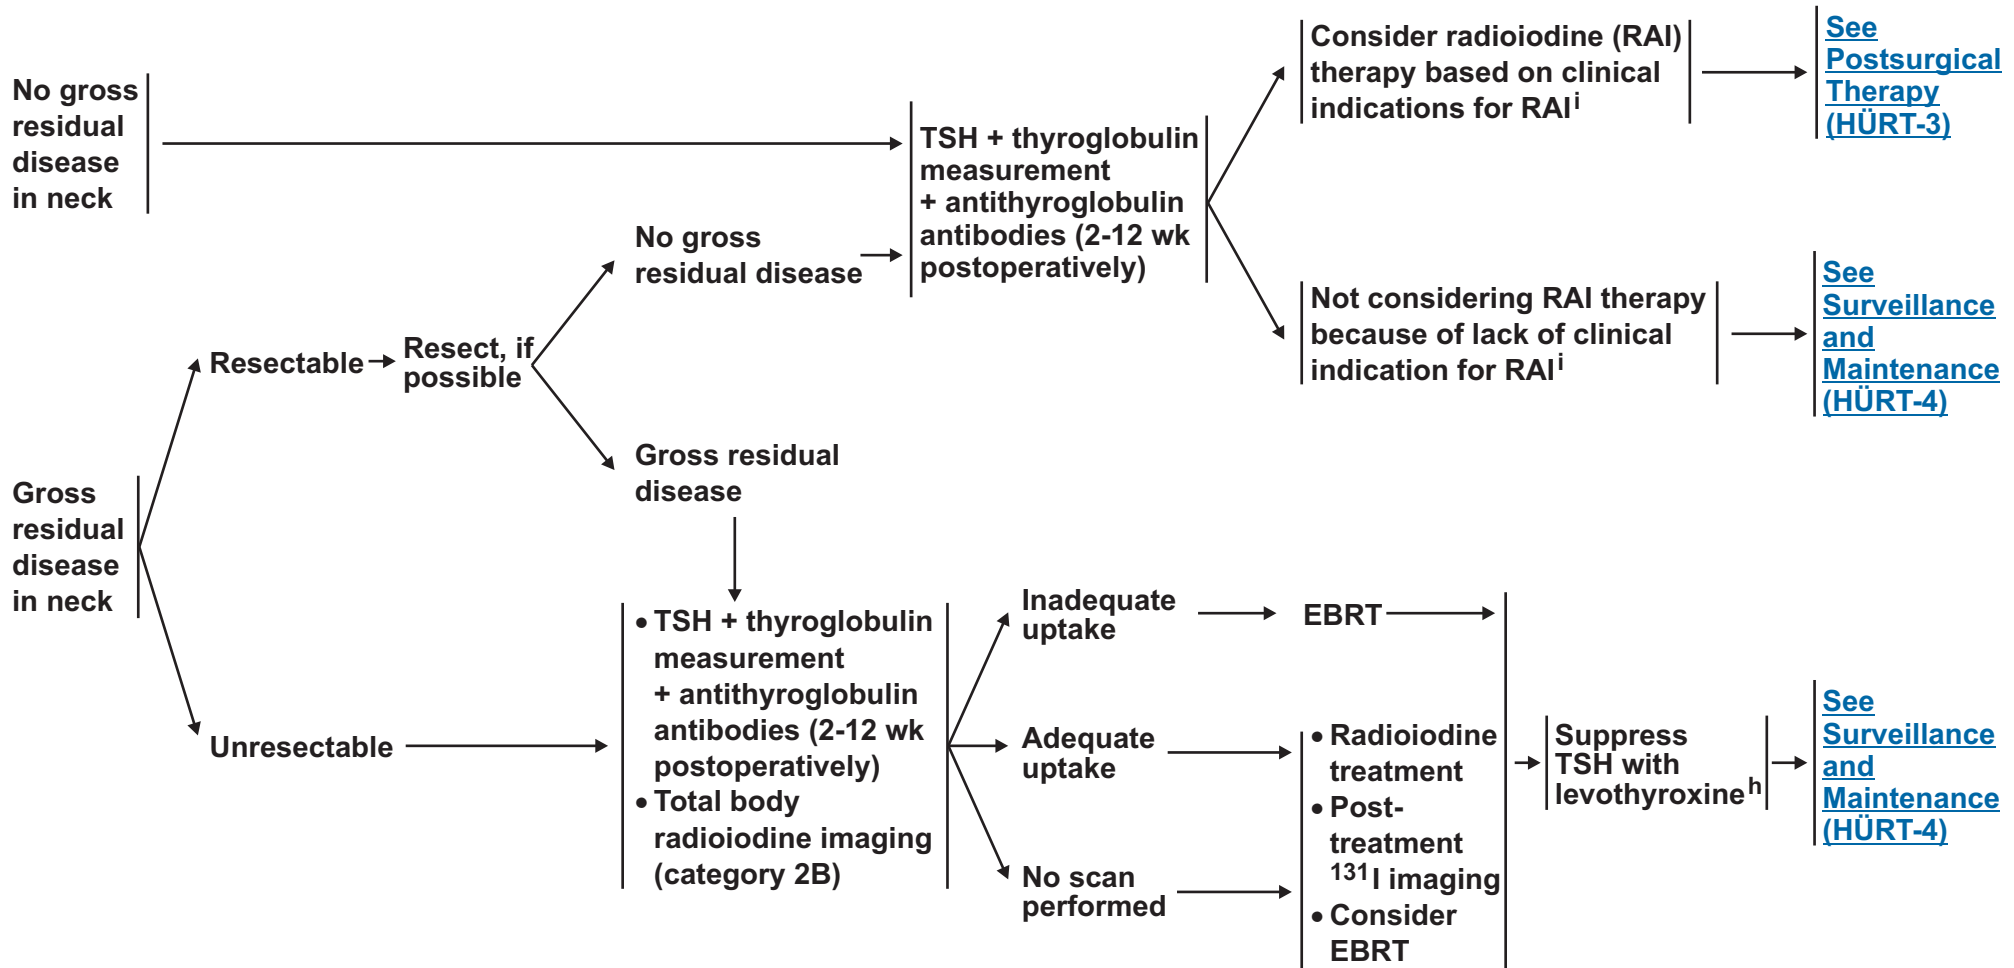 No gross
residual
disease
in neck
TSH + thyroglobulin
measurement
+ antithyroglobulin
antibodies (2-12 wk
postoperatively)
Consider radioiodine (RAI)
therapy based on clinical
indications for RAI i
See
Postsurgical
Therapy
(HÜRT-3)
Not considering RAI therapy
because of lack of clinical
indication for RAI i
See
Surveillance
and
Maintenance
(HÜRT-4)
Gross
residual
disease
in neck
Resectable
Resect, if
possible
No gross
residual disease
Gross residual
disease
Unresectable
• TSH + thyroglobulin
measurement
+ antithyroglobulin
antibodies (2-12 wk
postoperatively)
• Total body
radioiodine imaging
(category 2B)
Inadequate
uptake
EBRT
Adequate
uptake
No scan
performed
• Radioiodine
treatment
• Post-
treatment
131I imaging
• Consider
EBRT
Suppress
TSH with
levothyroxine h
See
Surveillance
and
Maintenance
(HÜRT-4)